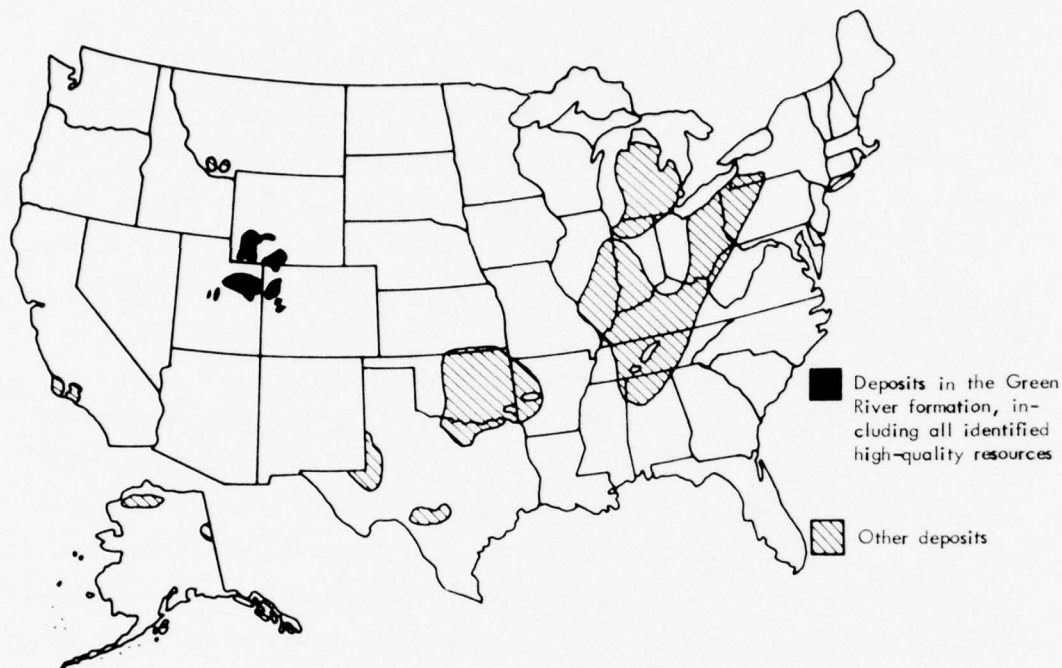 Deposits in the Green
River formation, in-
cluding all identified
high-quality resources
Other deposits